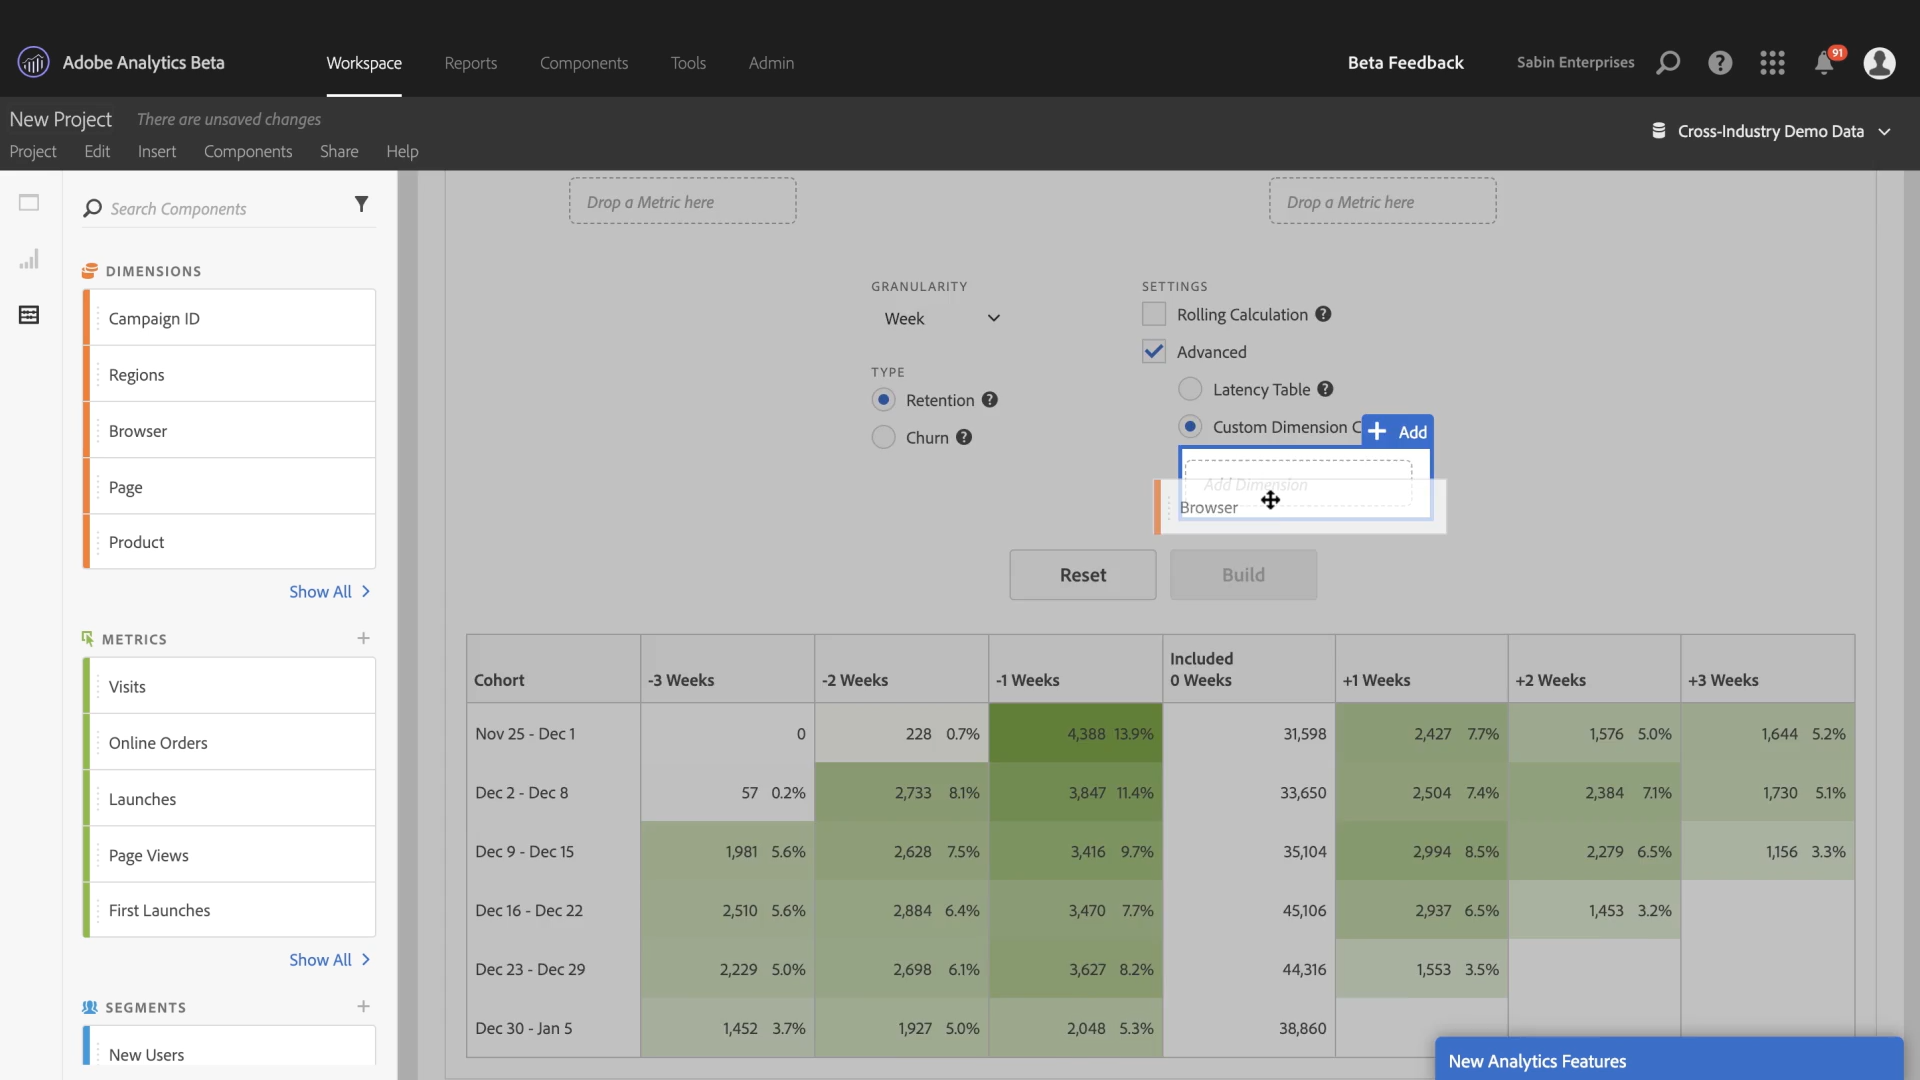 Adobe Analytics Beta
Workspace
Reports
Components
Tools
Admin
Beta Feedback
Sabin Enterprises
91
New Project
There are unsaved changes
Project
Edit
Insert
Components
Share
Help
Cross-Industry Demo Data
Search Components
DIMENSIONS
Campaign ID
Regions
Browser
Page
Product
Show All
METRICS
Visits
Online Orders
Launches
Page Views
First Launches
Show All
SEGMENTS
New Users
Drop a Metric here
Drop a Metric here
GRANULARITY
Week
TYPE
Retention
Churn
SETTINGS
Rolling Calculation
Advanced
Latency Table
Custom Dimension C
Add
Add Dimension
Browser
Reset
Build
Cohort -3 Weeks -2 Weeks -1 Weeks Included 0 Weeks +1 Weeks +2 Weeks +3 Weeks
Nov 25 - Dec 1 0 228 0.7% 4,388 13.9% 31,598 2,427 7.7% 1,576 5.0% 1,644 5.2%
Dec 2 - Dec 8 57 0.2% 2,733 8.1% 3,847 11.4% 33,650 2,504 7.4% 2,384 7.1% 1,730 5.1%
Dec 9 - Dec 15 1,981 5.6% 2,628 7.5% 3,416 9.7% 35,104 2,994 8.5% 2,279 6.5% 1,156 3.3%
Dec 16 - Dec 22 2,510 5.6% 2,884 6.4% 3,470 7.7% 45,106 2,937 6.5% 1,453 3.2%
Dec 23 - Dec 29 2,229 5.0% 2,698 6.1% 3,627 8.2% 44,316 1,553 3.5%
Dec 30 - Jan 5 1,452 3.7% 1,927 5.0% 2,048 5.3% 38,860
New Analytics Features